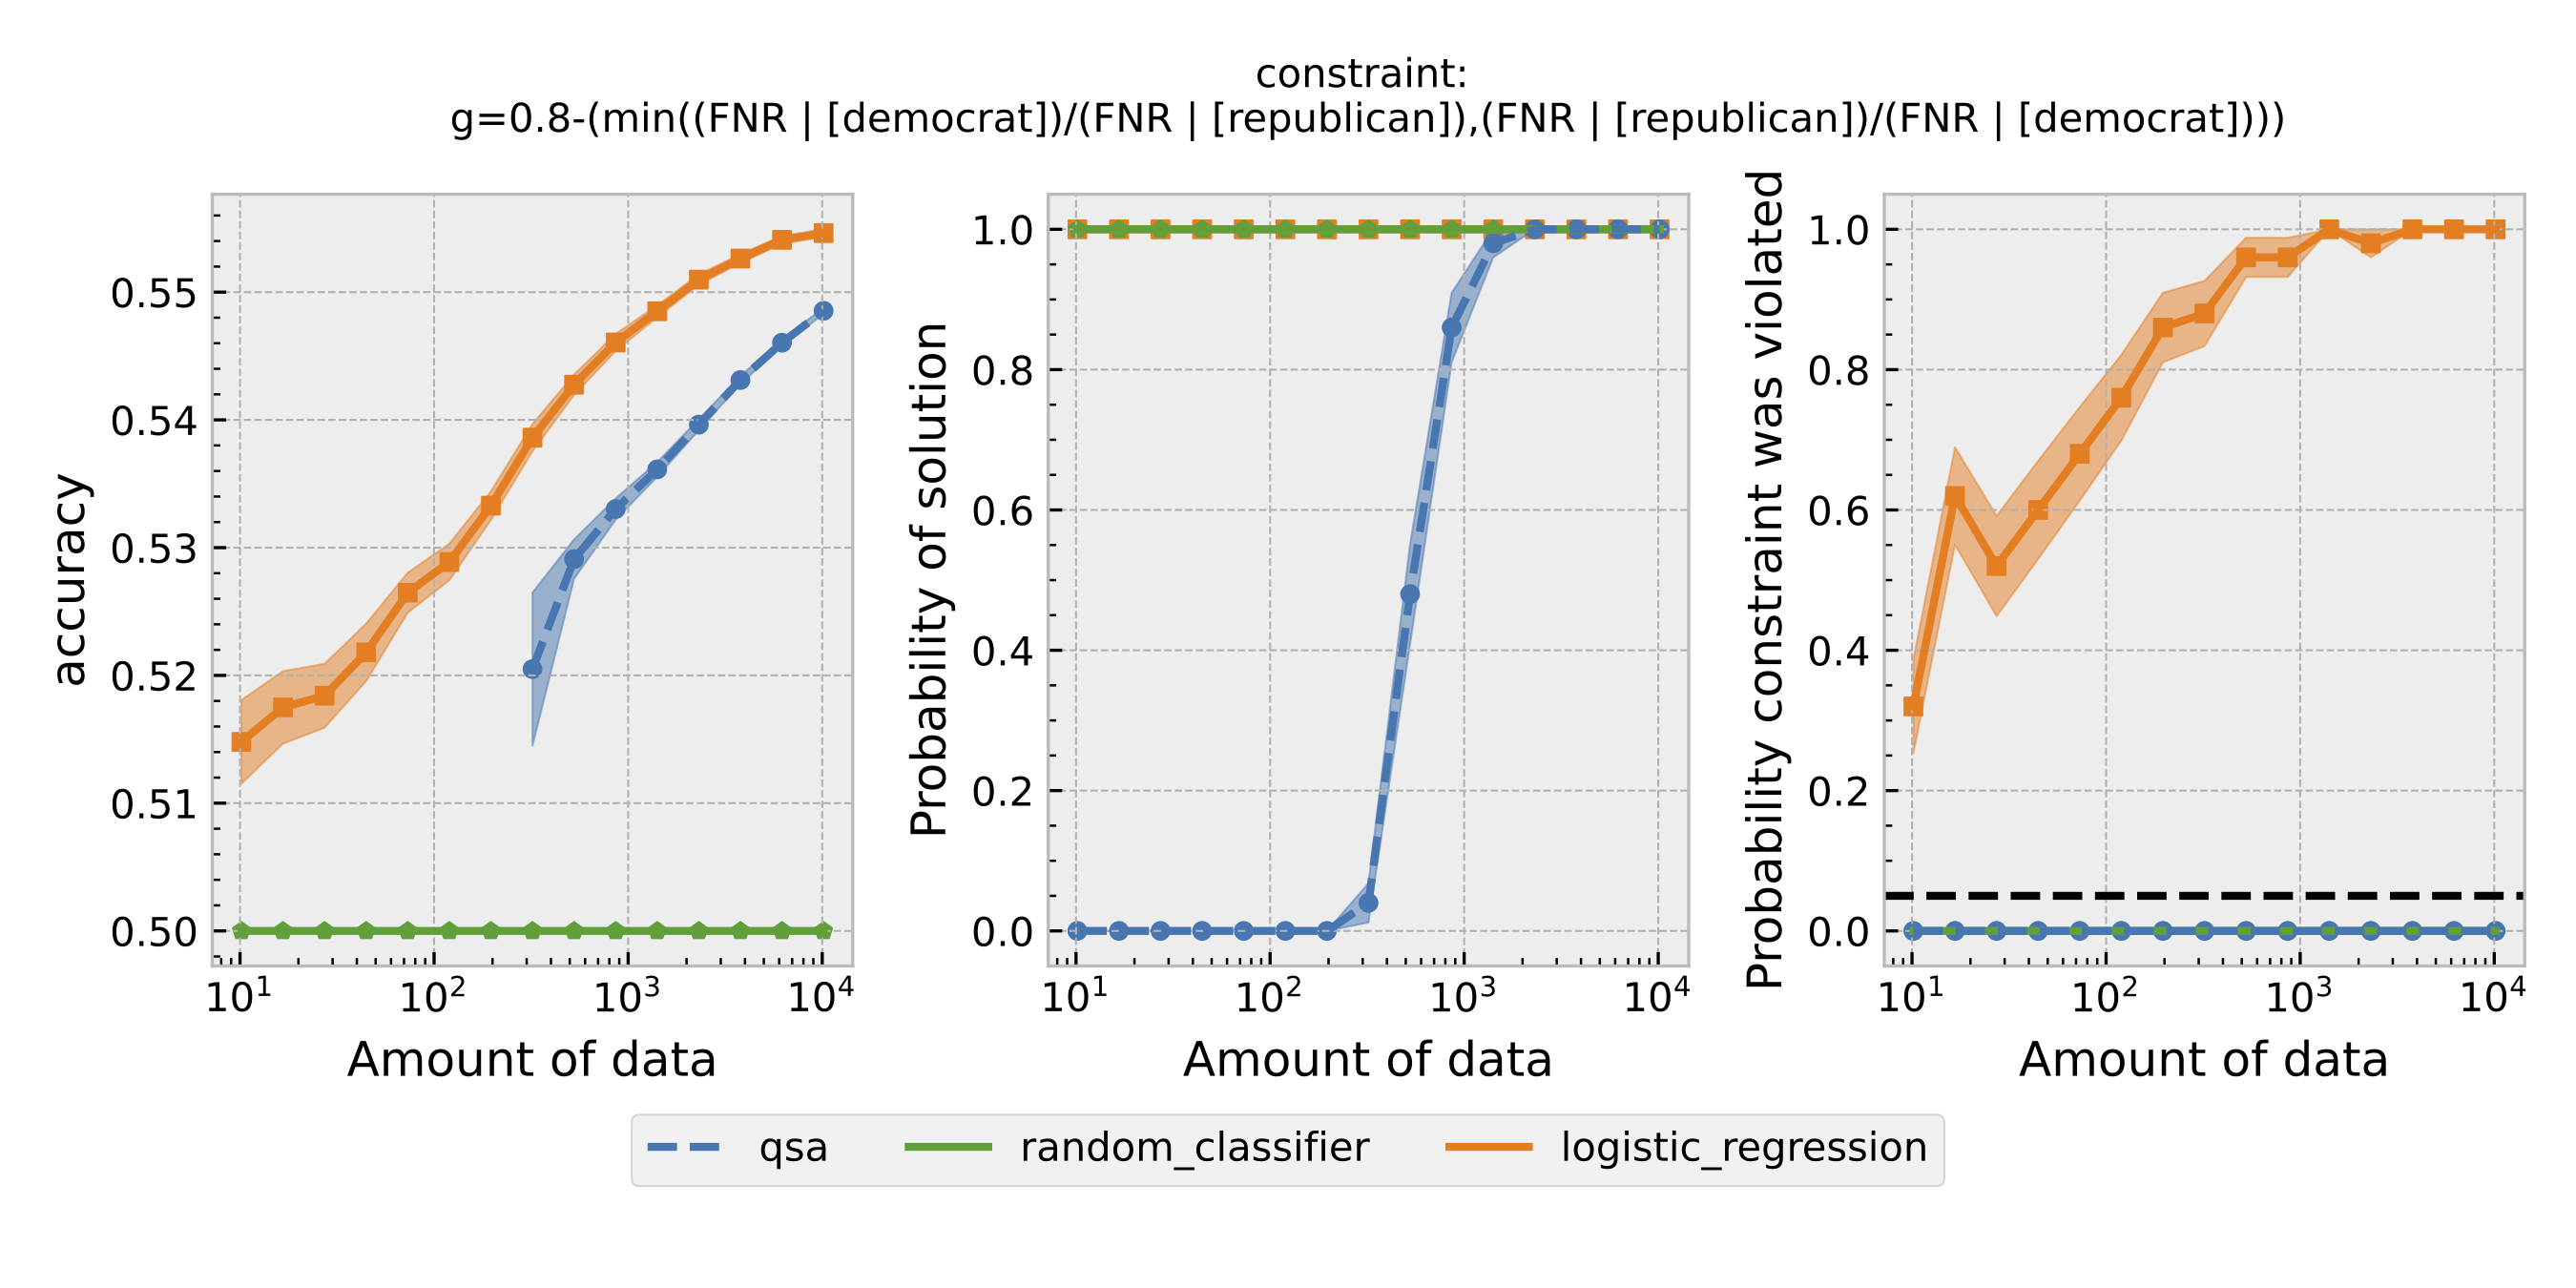 constraint:
g=0.8-(min((FNR | [democrat])/(FNR | [republican]),(FNR | [republican])/(FNR | [democrat])))
accuracy
0.55
0.54
0.53
0.52
0.51
0.50
10¹ 10² 10³ 10⁴
Amount of data
Probability of solution
1.0
0.8
0.6
0.4
0.2
0.0
10¹ 10² 10³ 10⁴
Amount of data
Probability constraint was violated
1.0
0.8
0.6
0.4
0.2
0.0
10¹ 10² 10³ 10⁴
Amount of data
qsa random_classifier logistic_regression